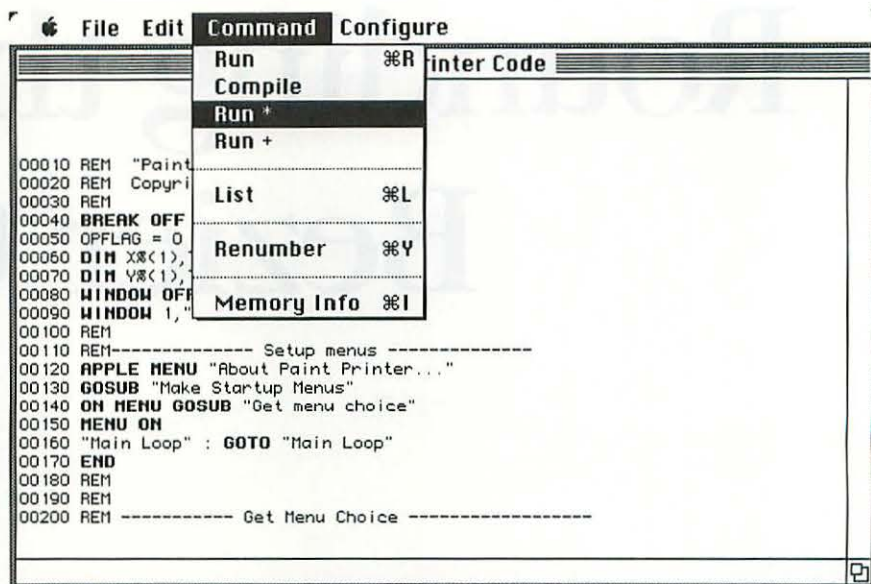 File Edit Command Configure
inter Code
Run ⌘R
Compile
Run *
Run +
List ⌘L
Renumber ⌘Y
Memory Info ⌘I
00010 REM "Paint
00020 REM Copyri
00030 REM
00040 BREAK OFF
00050 OPFLAG = 0
00060 DIM X%(1),
00070 DIM Y%(1),
00080 WINDOW OFF
00090 WINDOW 1,"
00100 REM
00110 REM-------------- Setup menus --------------
00120 APPLE MENU "About Paint Printer..."
00130 GOSUB "Make Startup Menus"
00140 ON MENU GOSUB "Get menu choice"
00150 MENU ON
00160 "Main Loop" : GOTO "Main Loop"
00170 END
00180 REM
00190 REM
00200 REM ----------- Get Menu Choice ------------------